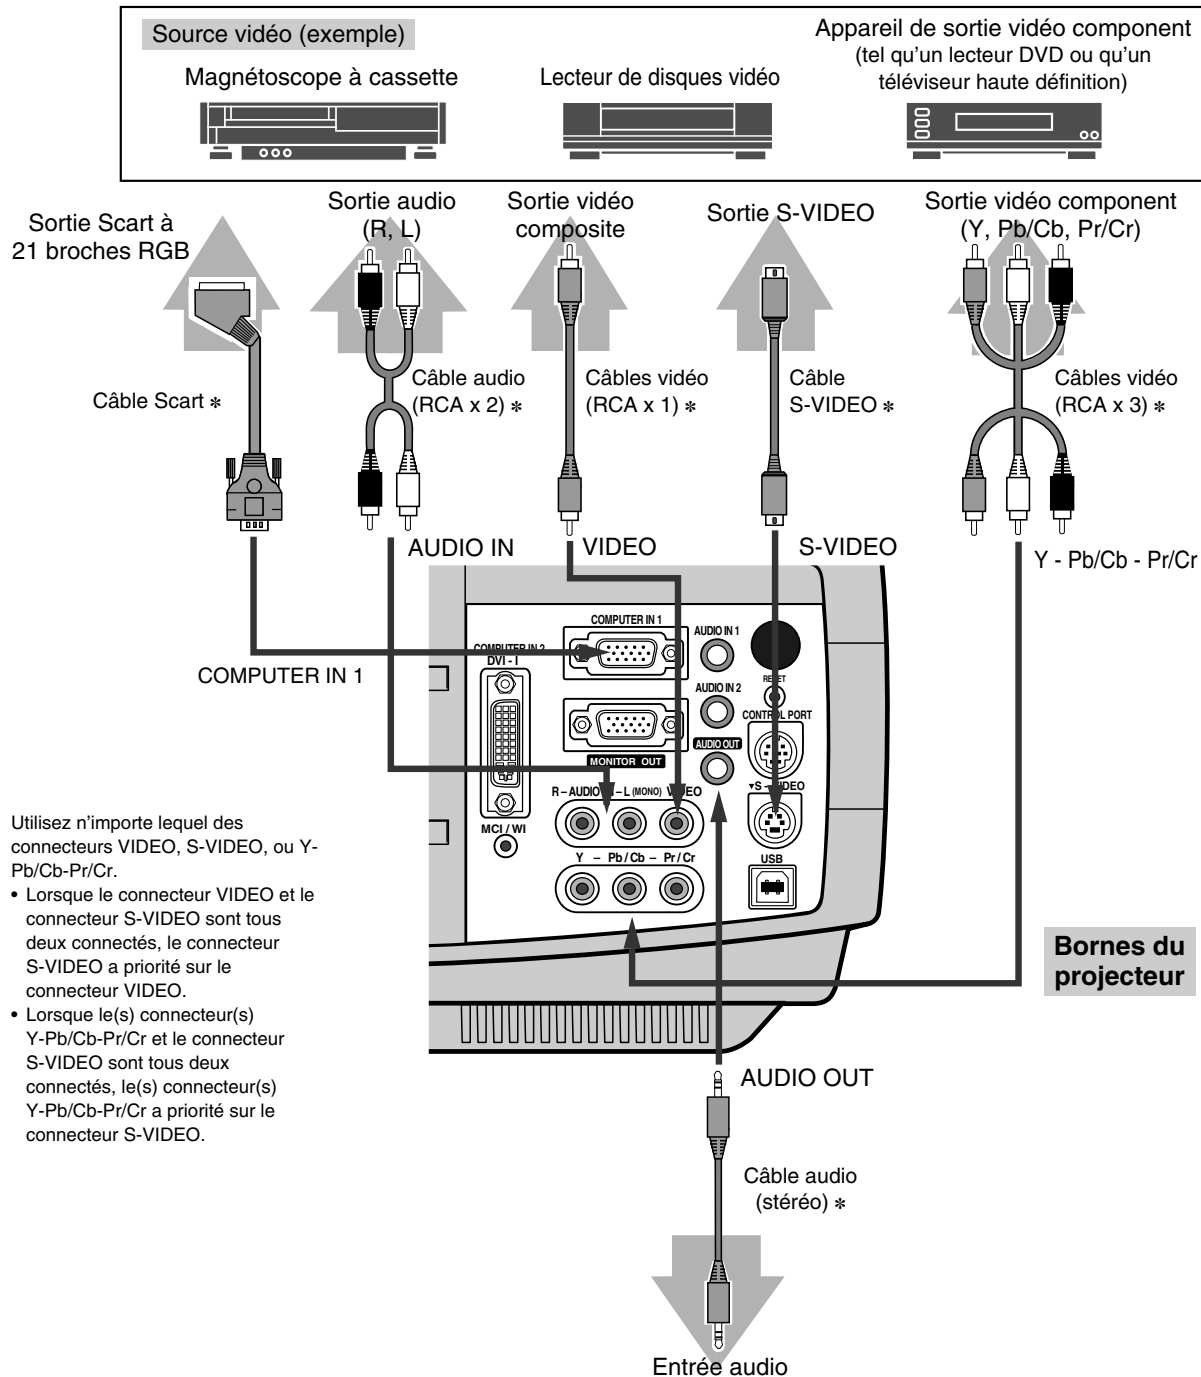 Source vidéo (exemple)
Magnétoscope à cassette
Lecteur de disques vidéo
Appareil de sortie vidéo component
(tel qu'un lecteur DVD ou qu'un
téléviseur haute définition)
Sortie Scart à
21 broches RGB
Sortie audio
(R, L)
Sortie vidéo
composite
Sortie S-VIDEO
Sortie vidéo component
(Y, Pb/Cb, Pr/Cr)
Câble Scart *
Câble audio
(RCA x 2) *
Câbles vidéo
(RCA x 1) *
Câble
S-VIDEO *
Câbles vidéo
(RCA x 3) *
AUDIO IN
VIDEO
S-VIDEO
Y - Pb/Cb - Pr/Cr
COMPUTER IN 1
COMPUTER IN 1
COMPUTER IN 2
DVI - I
AUDIO IN 1
AUDIO IN 2
RESET
CONTROL PORT
AUDIO OUT
MONITOR OUT
R – AUDIO IN – L (MONO) VIDEO
▼S – VIDEO
MCI / WI
Y – Pb / Cb – Pr / Cr
USB
Utilisez n'importe lequel des
connecteurs VIDEO, S-VIDEO, ou Y-
Pb/Cb-Pr/Cr.
• Lorsque le connecteur VIDEO et le
connecteur S-VIDEO sont tous
deux connectés, le connecteur
S-VIDEO a priorité sur le
connecteur VIDEO.
• Lorsque le(s) connecteur(s)
Y-Pb/Cb-Pr/Cr et le connecteur
S-VIDEO sont tous deux
connectés, le(s) connecteur(s)
Y-Pb/Cb-Pr/Cr a priorité sur le
connecteur S-VIDEO.
Bornes du
projecteur
AUDIO OUT
Câble audio
(stéréo) *
Entrée audio